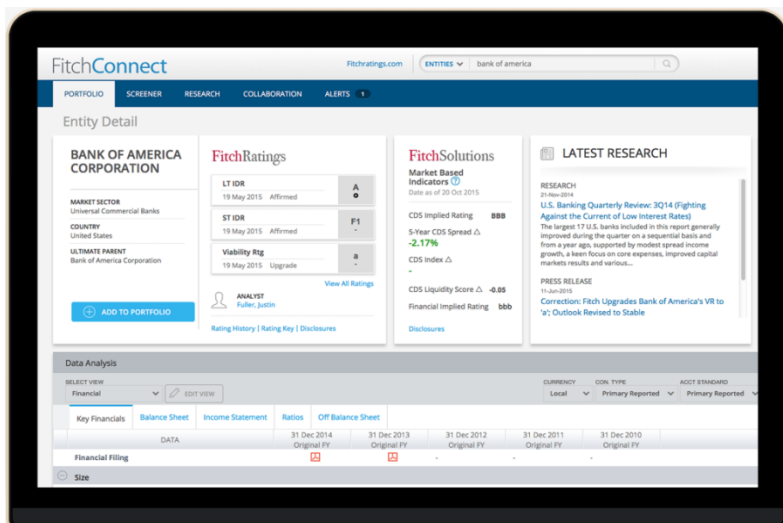 FitchConnect
Fitchratings.com
ENTITIES
bank of america
PORTFOLIO
SCREENER
RESEARCH
COLLABORATION
ALERTS 1
Entity Detail
BANK OF AMERICA
CORPORATION
MARKET SECTOR
Universal Commercial Banks
COUNTRY
United States
ULTIMATE PARENT
Bank of America Corporation
ADD TO PORTFOLIO
FitchRatings
LT IDR
19 May 2015 Affirmed
A
ST IDR
19 May 2015 Affirmed
F1
-
Viability Rtg
19 May 2015 Upgrade
a
-
View All Ratings
ANALYST
Fuller, Justin
Rating History | Rating Key | Disclosures
FitchSolutions
Market Based
Indicators ?
Date as of 20 Oct 2015
CDS Implied Rating BBB
5-Year CDS Spread △
-2.17%
CDS Index △
-
CDS Liquidity Score △ -0.05
Financial Implied Rating bbb
Disclosures
LATEST RESEARCH
RESEARCH
21-Nov-2014
U.S. Banking Quarterly Review: 3Q14 (Fighting
Against the Current of Low Interest Rates)
The largest 17 U.S. banks included in this report generally
improved during the quarter on a sequential basis and
from a year ago, supported by modest spread income
growth, a keen focus on core expenses, improved capital
markets results and various...
PRESS RELEASE
11-Jun-2015
Correction: Fitch Upgrades Bank of America's VR to
'a'; Outlook Revised to Stable
Data Analysis
SELECT VIEW
Financial
EDIT VIEW
CURRENCY
Local
CON. TYPE
Primary Reported
ACCT STANDARD
Primary Reported
Key Financials
Balance Sheet
Income Statement
Ratios
Off Balance Sheet
DATA
31 Dec 2014
Original FY
31 Dec 2013
Original FY
31 Dec 2012
Original FY
31 Dec 2011
Original FY
31 Dec 2010
Original FY
Financial Filing - - -
Size